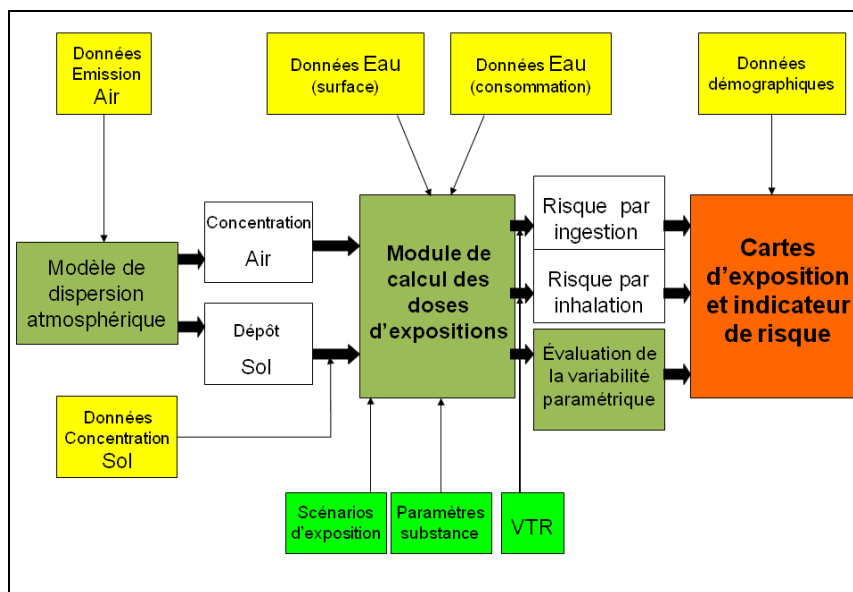 Données
Emission
Air
Données Eau
(surface)
Données Eau
(consommation)
Données
démographiques
Concentration
Air
Modèle de
dispersion
atmosphérique
Dépôt
Sol
Module de
calcul des
doses
d'expositions
Risque par
ingestion
Risque par
inhalation
Évaluation de
la variabilité
paramétrique
Cartes
d'exposition
et indicateur
de risque
Données
Concentration
Sol
Scénarios
d'exposition
Paramètres
substance
VTR